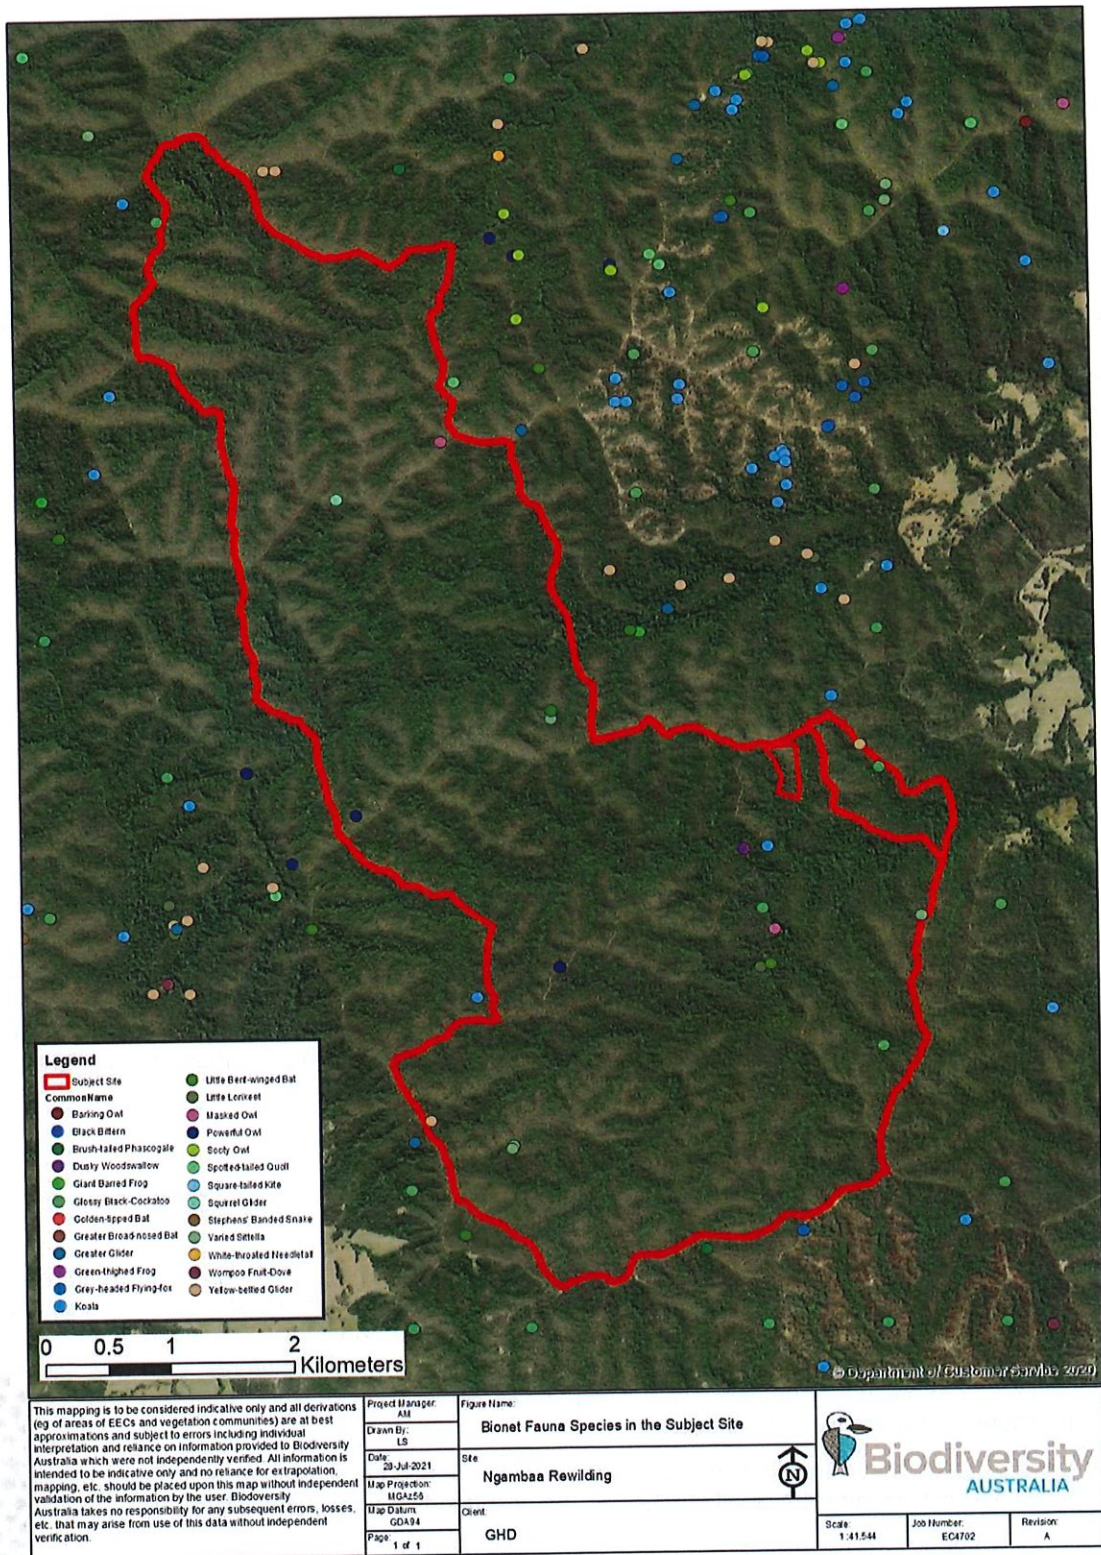 Legend
Subject Site
CommonName
Barking Owl
Black Bittern
Brush-tailed Phascogale
Dusky Woodswallow
Giant Barred Frog
Glossy Black-Cockatoo
Golden-tipped Bat
Greater Broad-nosed Bat
Greater Glider
Green-thighed Frog
Grey-headed Flying-fox
Koala
Little Bent-winged Bat
Little Lorikeet
Masked Owl
Powerful Owl
Sooty Owl
Spotted-tailed Quoll
Square-tailed Kite
Squirrel Glider
Stephens' Banded Snake
Varied Sittella
White-throated Needletail
Wompoo Fruit-Dove
Yellow-bellied Glider
0 0.5 1 2
Kilometers
© Department of Customer Service 2020
This mapping is to be considered indicative only and all derivations
(eg of areas of EECs and vegetation communities) are at best
approximations and subject to errors including individual
interpretation and reliance on information provided to Biodiversity
Australia which were not independently verified. All information is
intended to be indicative only and no reliance for extrapolation,
mapping, etc. should be placed upon this map without independent
validation of the information by the user. Biodoversity
Australia takes no responsibility for any subsequent errors, losses,
etc. that may arise from use of this data without independent
verification.
Project Manager:
AM
Drawn By:
LS
Date:
28-Jul-2021
Map Projection:
MGAz56
Map Datum:
GDA94
Page:
1 of 1
Figure Name:
Bionet Fauna Species in the Subject Site
Site:
Ngambaa Rewilding
N
Client:
GHD
Biodiversity
AUSTRALIA
Scale:
1:41,544
Job Number:
EC4702
Revision:
A